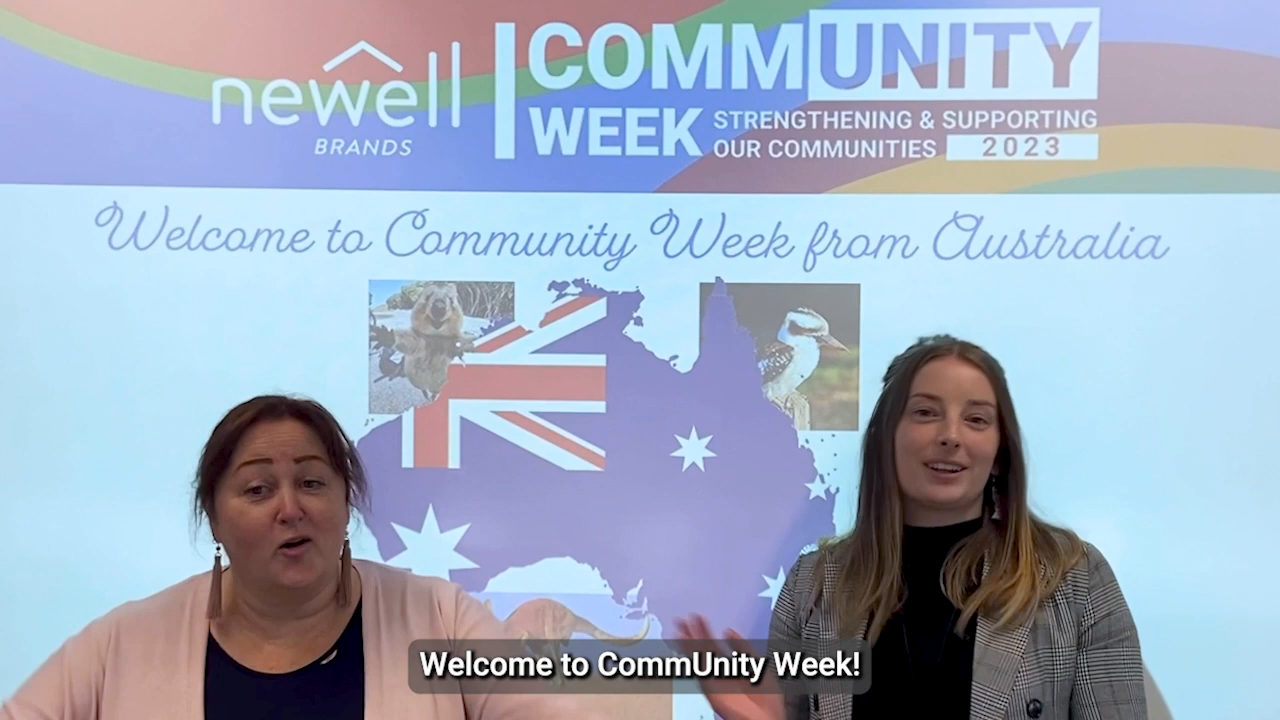 newell
BRANDS
COMMUNITY
WEEK
STRENGTHENING & SUPPORTING
OUR COMMUNITIES 2023
Welcome to Community Week from Australia
Welcome to CommUnity Week!